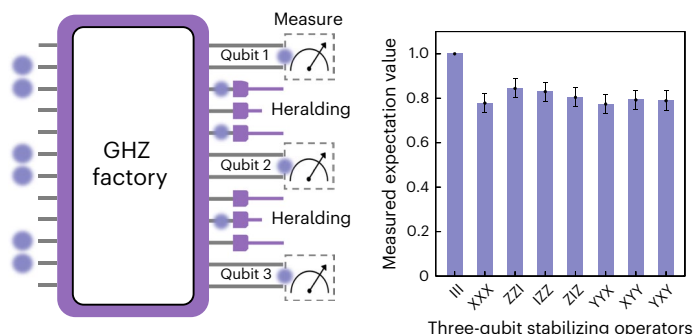 Measure
Qubit 1
Heralding
GHZ
factory
Qubit 2
Heralding
Qubit 3
Measured expectation value
1.0
0.8
0.6
0.4
0.2
0
III
XXX
ZZI
IZZ
ZIZ
YYX
XYY
YXY
Three-qubit stabilizing operators